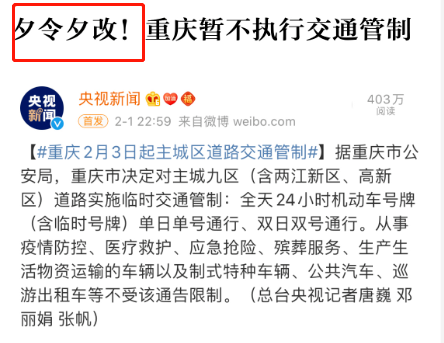 夕令夕改！重庆暂不执行交通管制
央视新闻
央视
新闻
403万
阅读
首发 2-1 22:59 来自微博 weibo.com
【#重庆2月3日起主城区道路交通管制#】据重庆市公
安局，重庆市决定对主城九区（含两江新区、高新
区）道路实施临时交通管制：全天24小时机动车号牌
（含临时号牌）单日单号通行、双日双号通行。从事
疫情防控、医疗救护、应急抢险、殡葬服务、生产生
活物资运输的车辆以及制式特种车辆、公共汽车、巡
游出租车等不受该通告限制。（总台央视记者唐巍 邓
丽娟 张帆）